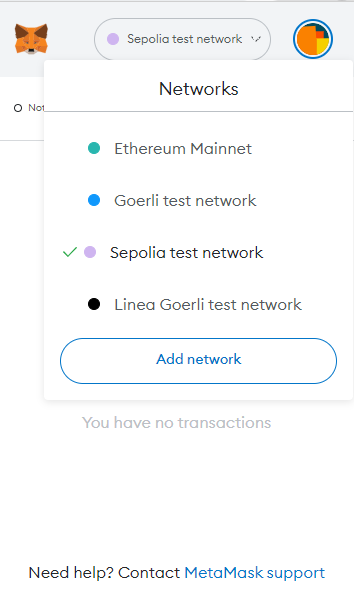 Sepolia test network
Networks
Not
Ethereum Mainnet
Goerli test network
Sepolia test network
Linea Goerli test network
Add network
You have no transactions
Need help? Contact MetaMask support